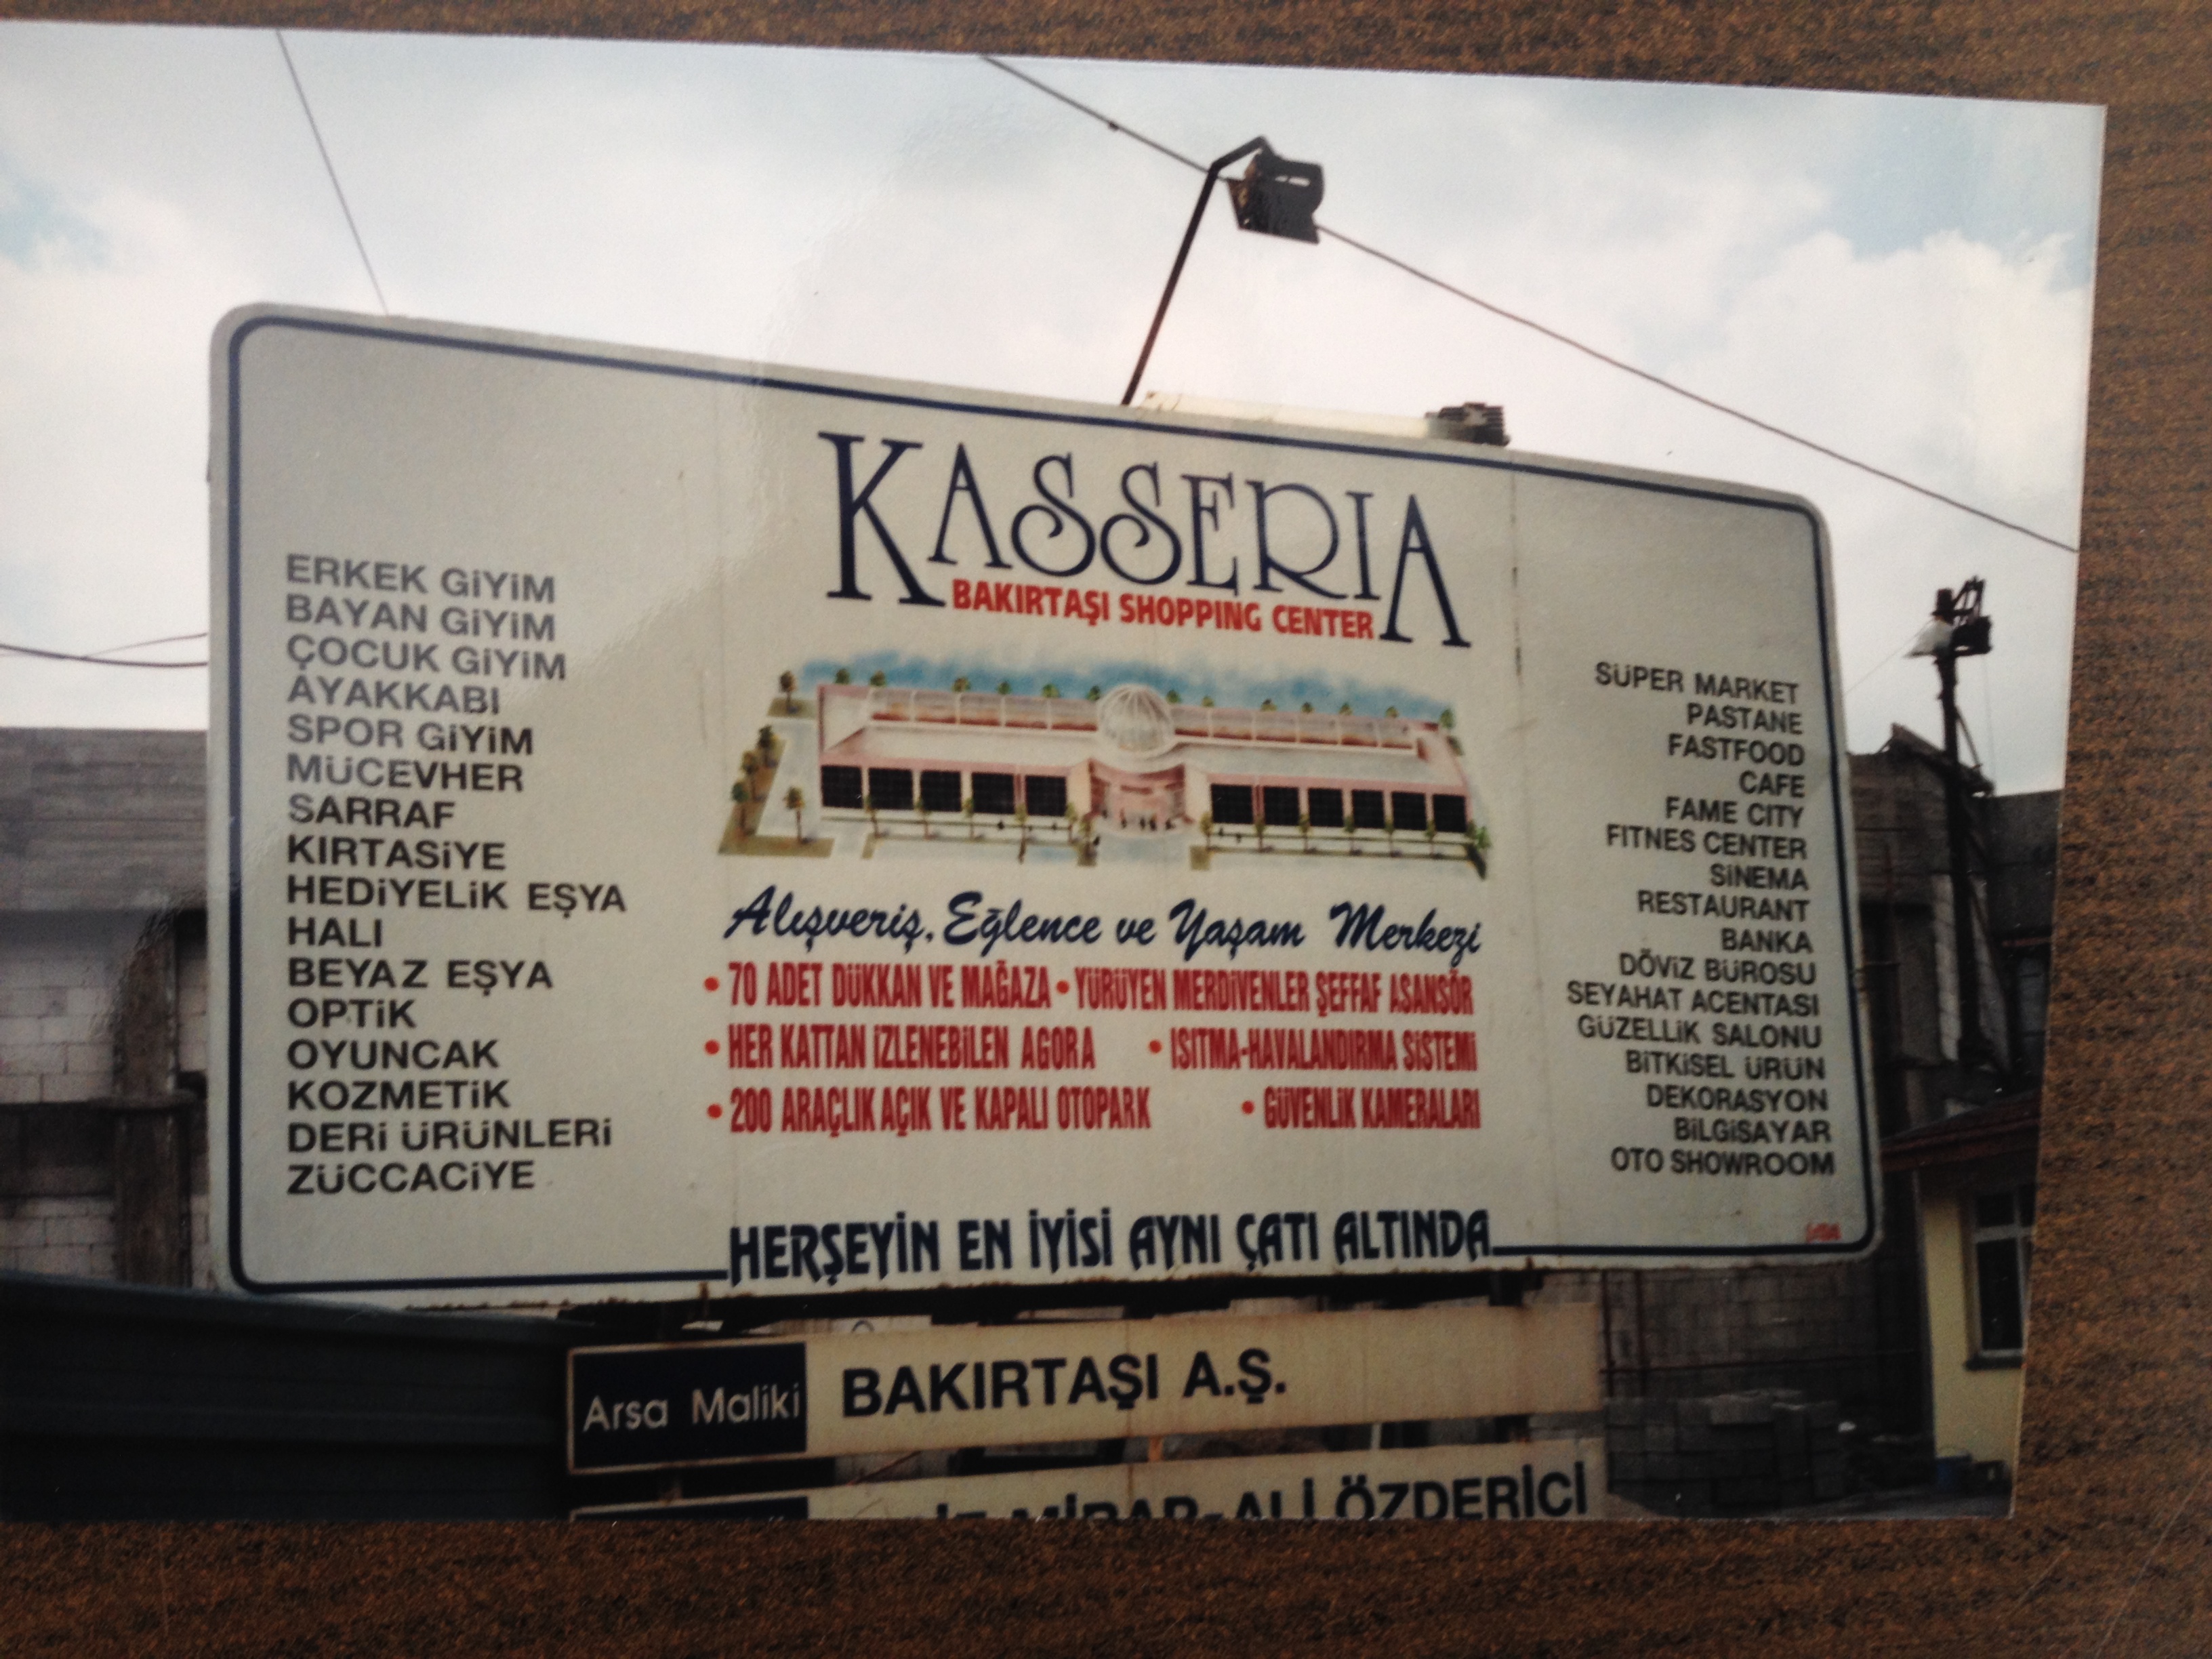 KASSERIA
BAKIRTAŞI SHOPPING CENTER
ERKEK GİYİM
BAYAN GİYİM
ÇOCUK GİYİM
AYAKKABI
SPOR GİYİM
MÜCEVHER
SARRAF
KIRTASİYE
HEDİYELİK EŞYA
HALI
BEYAZ EŞYA
OPTİK
OYUNCAK
KOZMETİK
DERİ ÜRÜNLERİ
ZÜCCACİYE
Alışveriş, Eğlence ve Yaşam Merkezi
• 70 ADET DÜKKAN VE MAĞAZA • YÜRÜYEN MERDİVENLER ŞEFFAF ASANSÖR
• HER KATTAN İZLENEBİLEN AGORA • ISITMA-HAVALANDIRMA SİSTEMİ
• 200 ARAÇLIK AÇIK VE KAPALI OTOPARK • GÜVENLİK KAMERALARI
SÜPER MARKET
PASTANE
FASTFOOD
CAFE
FAME CITY
FITNES CENTER
SİNEMA
RESTAURANT
BANKA
DÖVİZ BÜROSU
SEYAHAT ACENTASI
GÜZELLİK SALONU
BİTKİSEL ÜRÜN
DEKORASYON
BİLGİSAYAR
OTO SHOWROOM
HERŞEYİN EN İYİSİ AYNI ÇATI ALTINDA
Arsa Maliki BAKIRTAŞI A.Ş.
MİRAP-ALİ ÖZDERİCİ